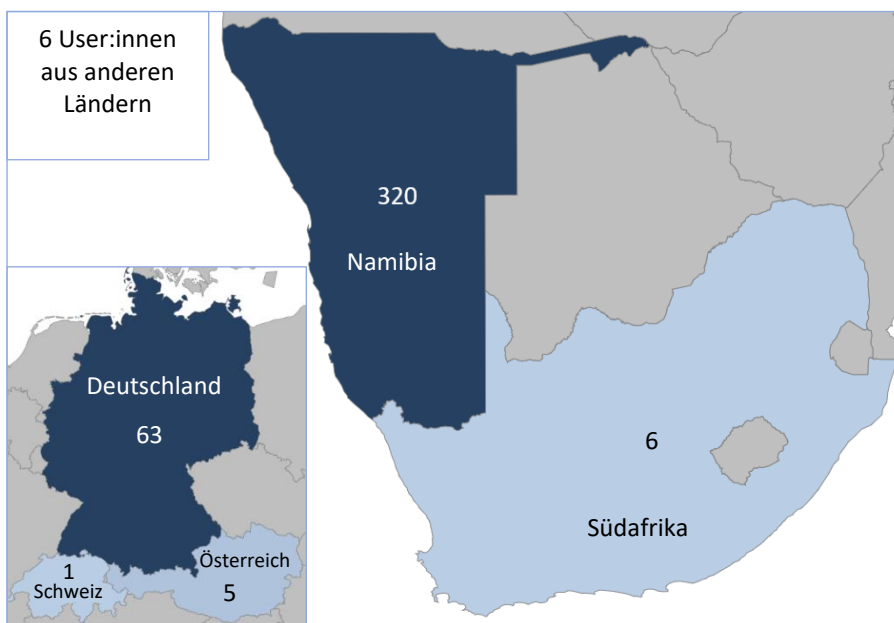 6 User:innen
aus anderen
Ländern
320
Namibia
Deutschland
63
6
Südafrika
1
Schweiz
Österreich
5